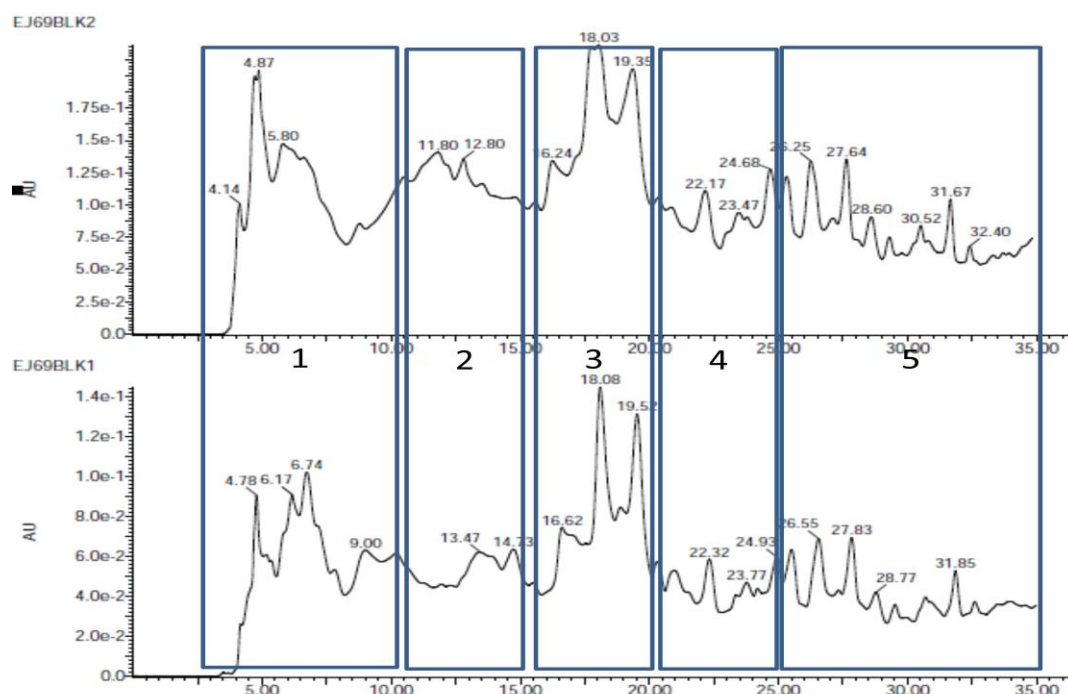 EJ69BLK2
18.03
4.87
19.35
1.75e-1
5.80
1.5e-1
11.80 12.80
16.24
26.25 27.64
1.25e-1
24.68
4.14
22.17
31.67
AU
1.0e-1
23.47
28.60
7.5e-2
30.52
32.40
5.0e-2
2.5e-2
0.0
5.00 10.00 15.00 20.00 25.00 30.00 35.00
1 2 3 4 5
EJ69BLK1
18.08
1.4e-1
19.52
1.2e-1
6.74
1.0e-1
4.78 6.17
AU
8.0e-2
16.62
26.55 27.83
13.47 14.73
24.93
6.0e-2
9.00
22.32
31.85
23.77
28.77
4.0e-2
2.0e-2
0.0
5.00 10.00 15.00 20.00 25.00 30.00 35.00